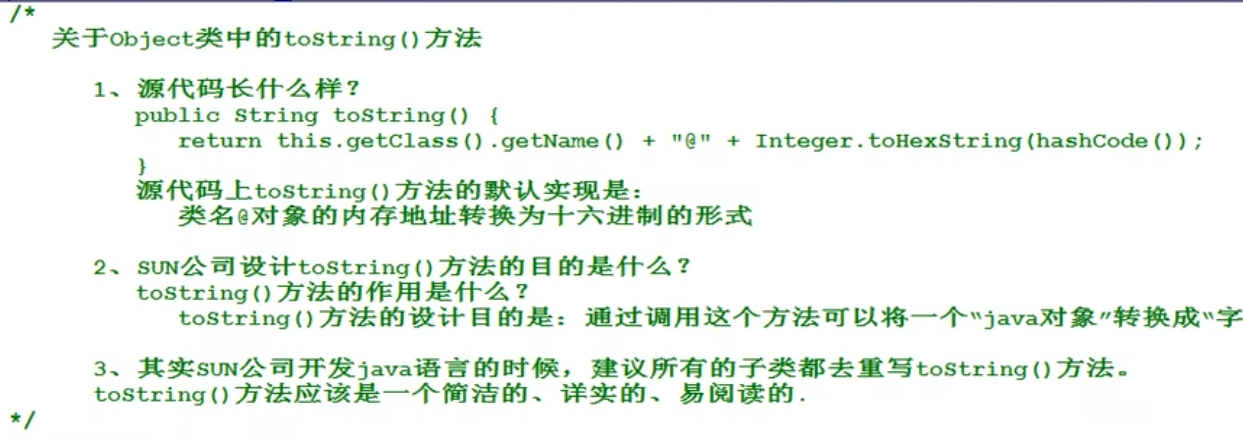 /*
关于Object类中的toString()方法
1、源代码长什么样？
public String toString() {
return this.getClass().getName() + "@" + Integer.toHexString(hashCode());
}
源代码上toString()方法的默认实现是：
类名@对象的内存地址转换为十六进制的形式
2、SUN公司设计toString()方法的目的是什么？
toString()方法的作用是什么？
toString()方法的设计目的是：通过调用这个方法可以将一个“java对象”转换成“字
3、其实SUN公司开发java语言的时候，建议所有的子类都去重写toString()方法。
toString()方法应该是一个简洁的、详实的、易阅读的.
*/